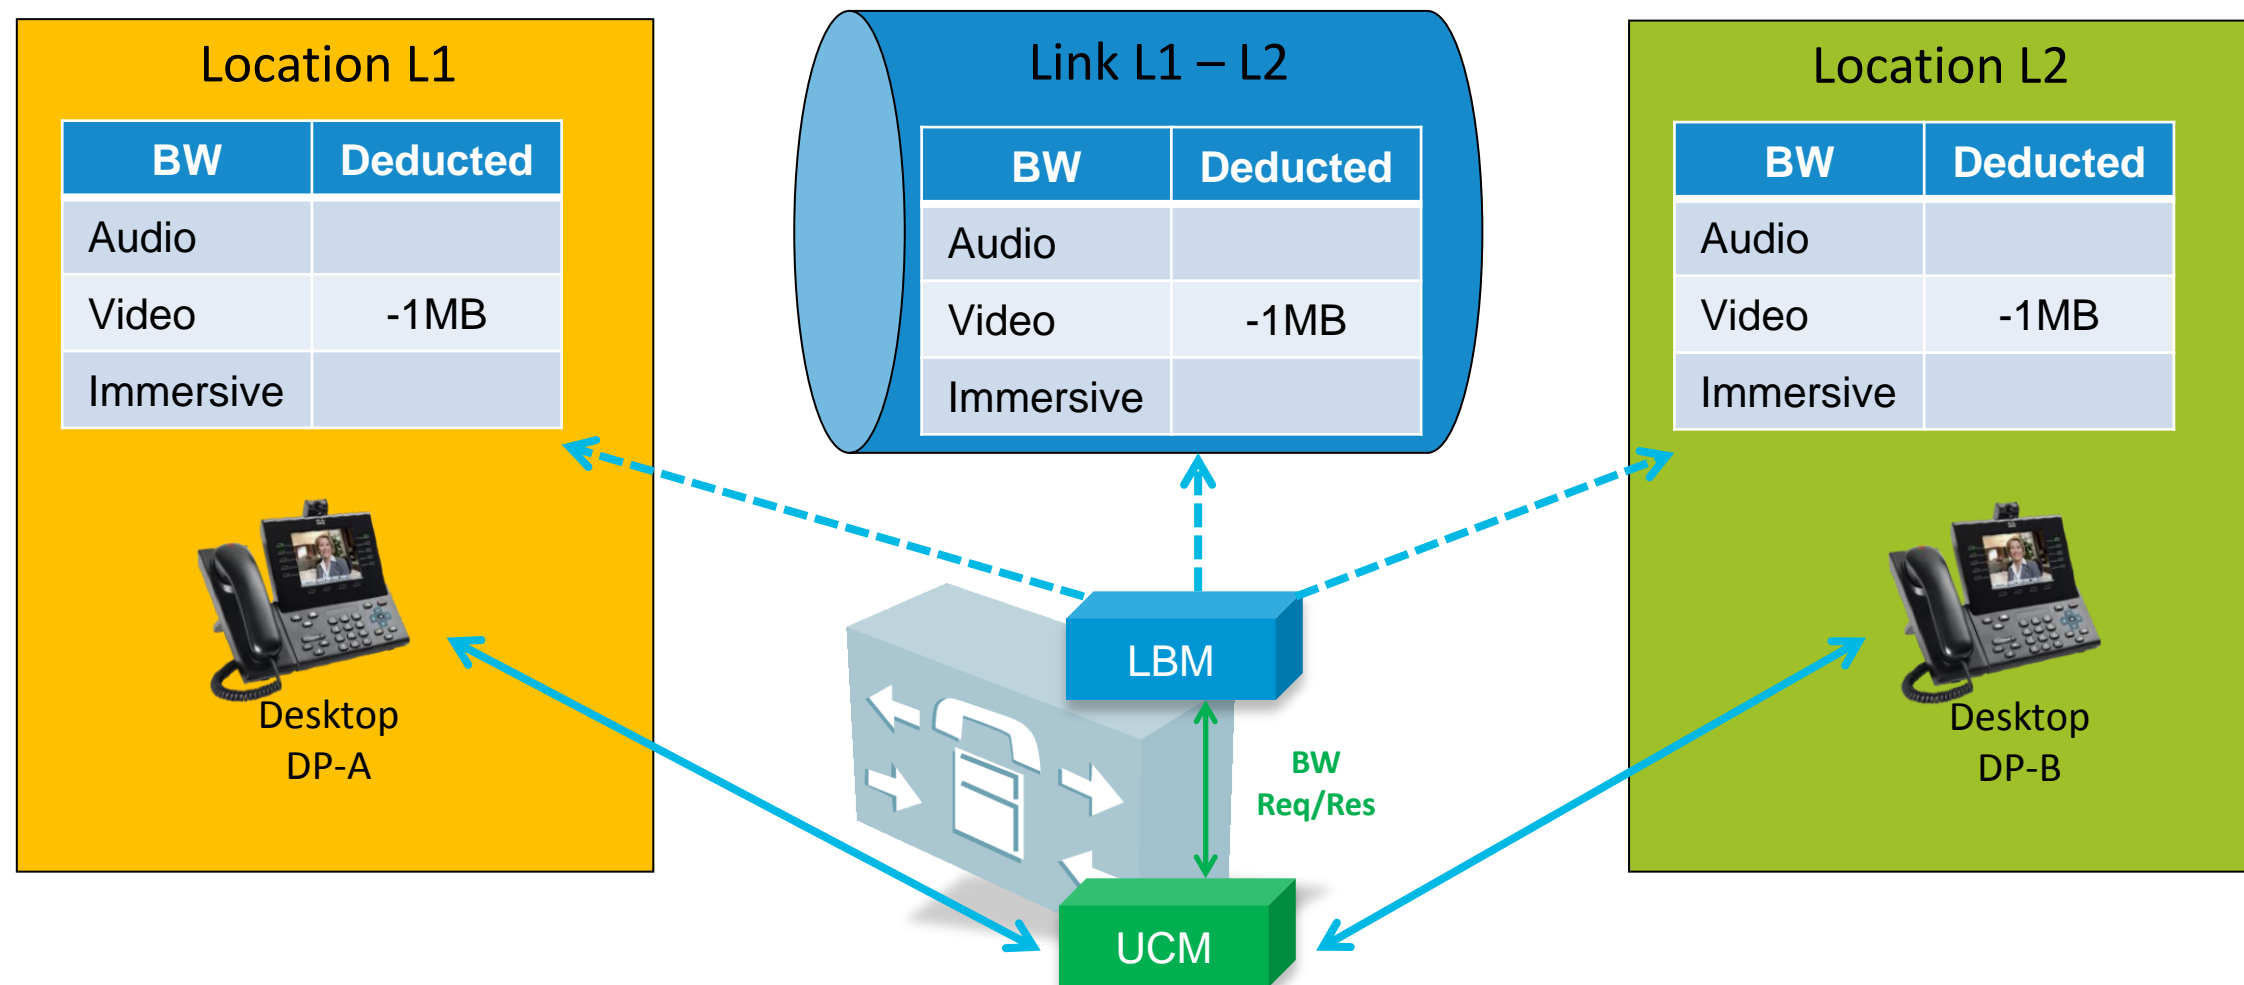 Location L1
BW Deducted
Audio
Video -1MB
Immersive
Desktop
DP-A
Link L1 – L2
BW Deducted
Audio
Video -1MB
Immersive
LBM
BW
Req/Res
UCM
Location L2
BW Deducted
Audio
Video -1MB
Immersive
Desktop
DP-B